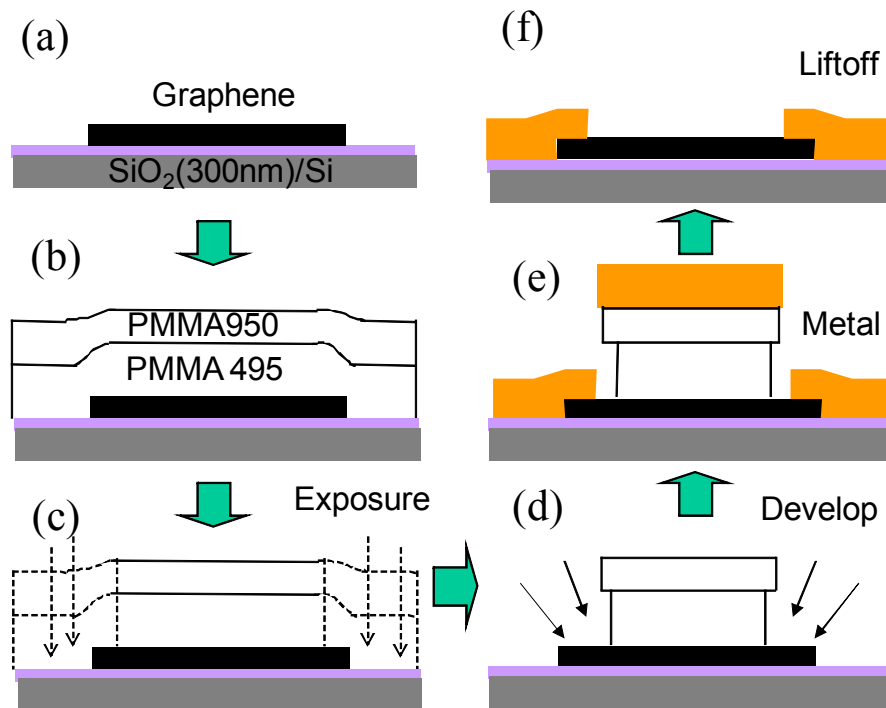 (a)
Graphene
SiO₂(300nm)/Si
(b)
PMMA950
PMMA 495
(c)
Exposure
(d)
Develop
(e)
Metal
(f)
Liftoff